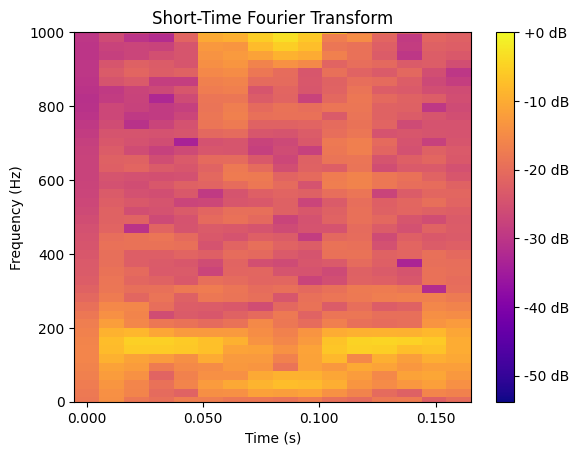 Short-Time Fourier Transform
1000
800
600
400
200
0
Frequency (Hz)
0.000
0.050
0.100
0.150
Time (s)
+0 dB
-10 dB
-20 dB
-30 dB
-40 dB
-50 dB